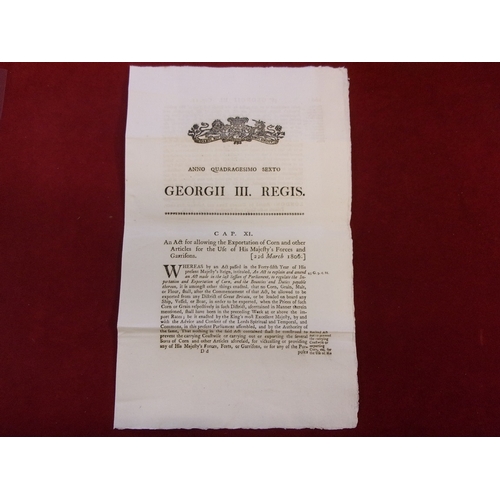 ANNO QUADRAGESIMO SEXTO
GEORGII III. REGIS.
CAP. XI.
An Act for allowing the Exportation of Corn and other
Articles for the Use of His Majesty's Forces and
Garrisons. [22d March 1806.]
WHEREAS by an Act passed in the Forty-fifth Year of His
present Majesty's Reign, intituled, An Act to explain and amend
an Act made in the last Session of Parliament, to regulate the Im-
portation and Exportation of Corn, and the Bounties and Duties payable
thereon, it is amongst other things enacted, that no Corn, Grain, Malt,
or Flour, shall, after the Commencement of that Act, be allowed to be
exported from any District of Great Britain, or be landed on board any
Ship, Vessel, or Boat, in order to be exported, when the Prices of such
Corn or Grain respectively in such District, ascertained in Manner therein
mentioned, shall have been in the preceding Week at or above the im-
port Rate; be it enacted by the King's most Excellent Majesty, by and
with the Advice and Consent of the Lords Spiritual and Temporal, and
Commons, in this present Parliament assembled, and by the Authority of
the same, That nothing in the said Act contained shall be construed to
prevent the carrying Coastwise or carrying out or exporting the several
Sorts of Corn and other Articles aforesaid, for victualling or providing
any of His Majesty's Forces, Forts, or Garrisons, or for any of the Pur-
Dd poses